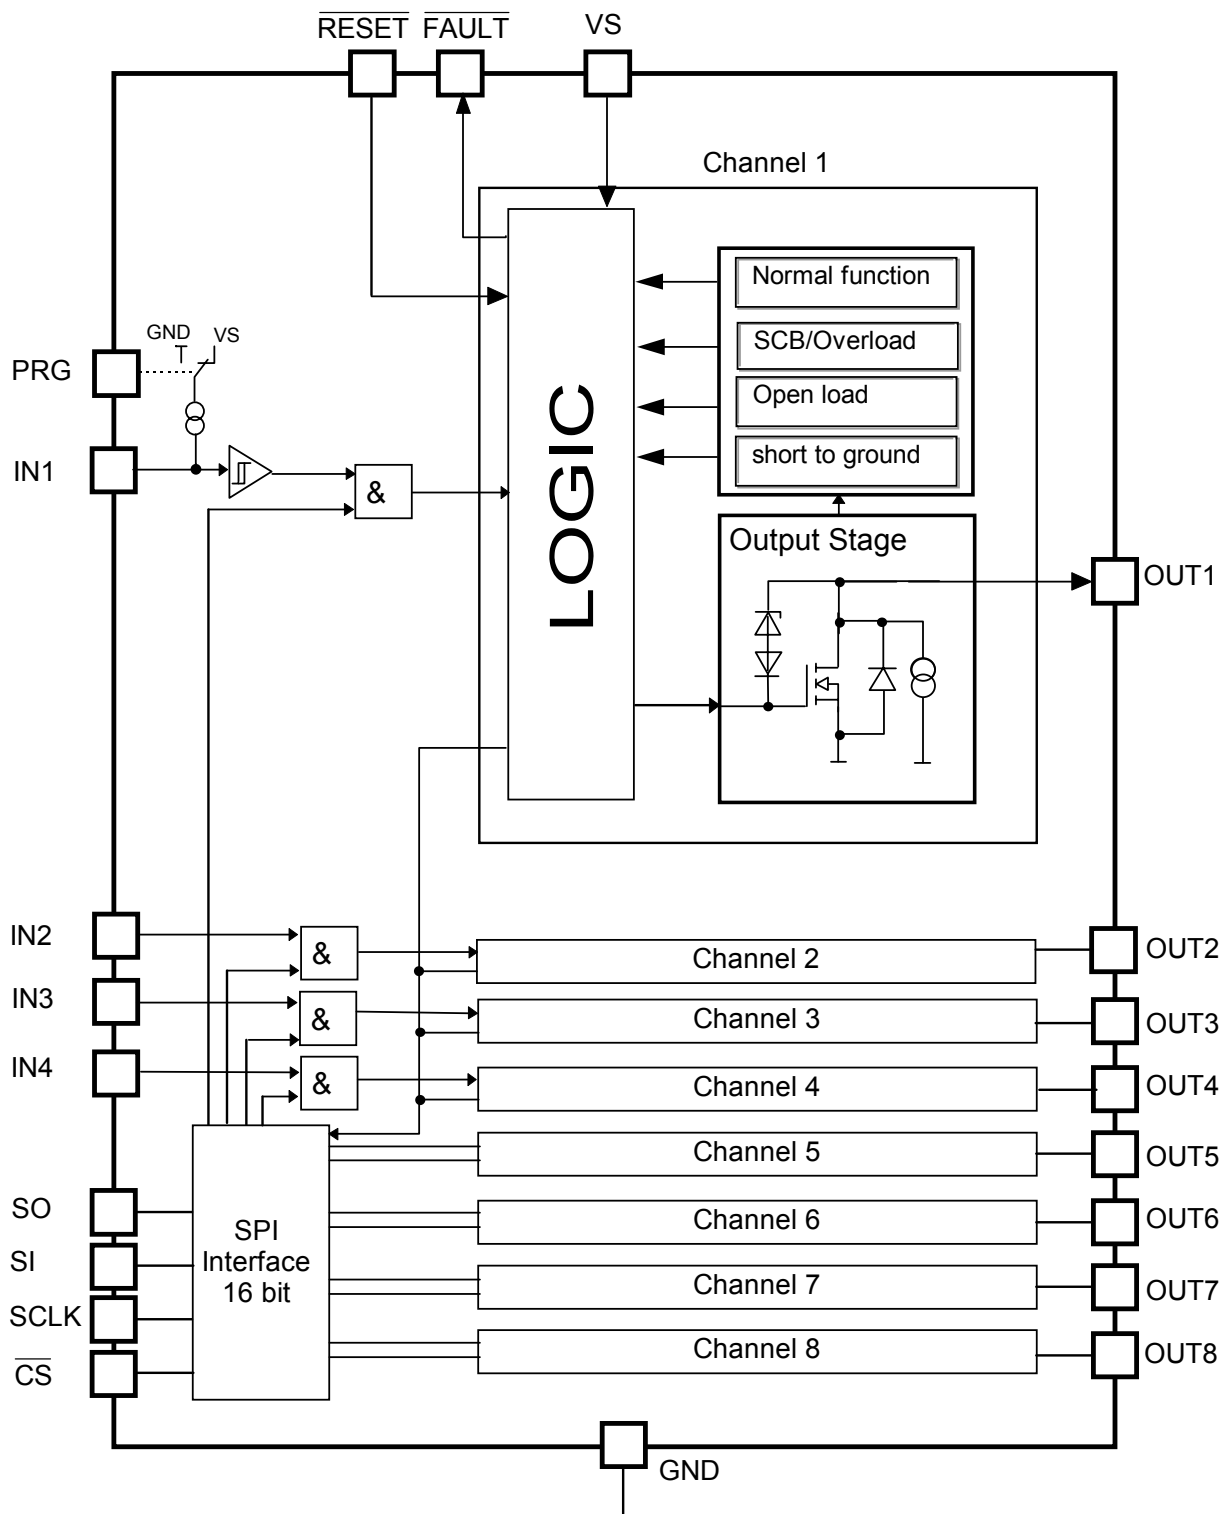 RESET FAULT VS
Channel 1
Normal function
SCB/Overload
Open load
short to ground
LOGIC
GND VS
PRG
IN1
&
Output Stage
OUT1
IN2
&
Channel 2
OUT2
IN3
&
Channel 3
OUT3
IN4
&
Channel 4
OUT4
Channel 5
OUT5
SO
SI
SCLK
CS
SPI
Interface
16 bit
Channel 6
OUT6
Channel 7
OUT7
Channel 8
OUT8
GND